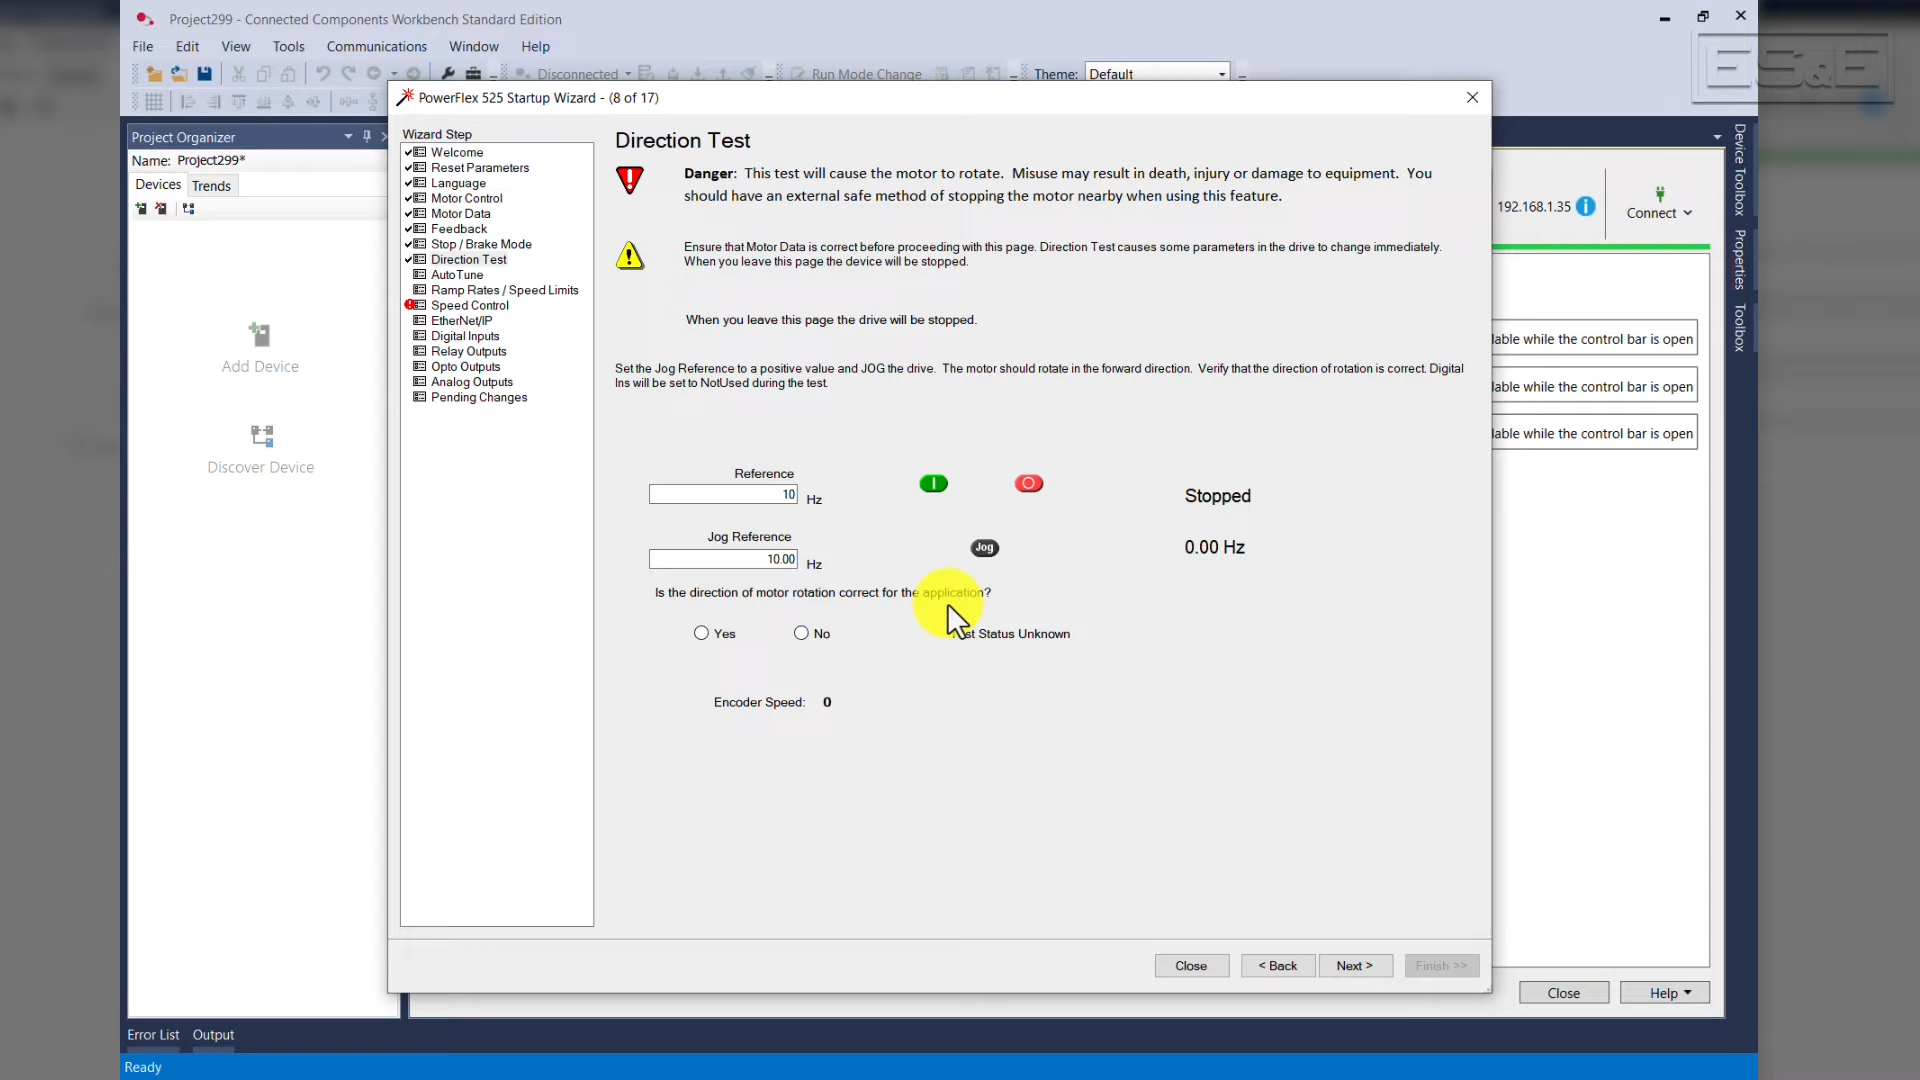 Project299 - Connected Components Workbench Standard Edition
File Edit View Tools Communications Window Help
Disconnected Run Mode Change Theme: Default
ES&E
Project Organizer
Name: Project299*
Devices Trends
Add Device
Discover Device
PowerFlex 525 Startup Wizard - (8 of 17)
Wizard Step
Welcome
Reset Parameters
Language
Motor Control
Motor Data
Feedback
Stop / Brake Mode
Direction Test
AutoTune
Ramp Rates / Speed Limits
Speed Control
EtherNet/IP
Digital Inputs
Relay Outputs
Opto Outputs
Analog Outputs
Pending Changes
Direction Test
Danger: This test will cause the motor to rotate. Misuse may result in death, injury or damage to equipment. You
should have an external safe method of stopping the motor nearby when using this feature.
Ensure that Motor Data is correct before proceeding with this page. Direction Test causes some parameters in the drive to change immediately.
When you leave this page the device will be stopped.
When you leave this page the drive will be stopped.
Set the Jog Reference to a positive value and JOG the drive. The motor should rotate in the forward direction. Verify that the direction of rotation is correct. Digital
Ins will be set to NotUsed during the test.
Reference
10 Hz
Stopped
Jog Reference
10.00 Hz
Jog
0.00 Hz
Is the direction of motor rotation correct for the application?
Yes No
st Status Unknown
Encoder Speed: 0
Close < Back Next > Finish >>
192.168.1.35
Connect
lable while the control bar is open
lable while the control bar is open
lable while the control bar is open
Close Help
Device Toolbox
Properties
Toolbox
Error List Output
Ready